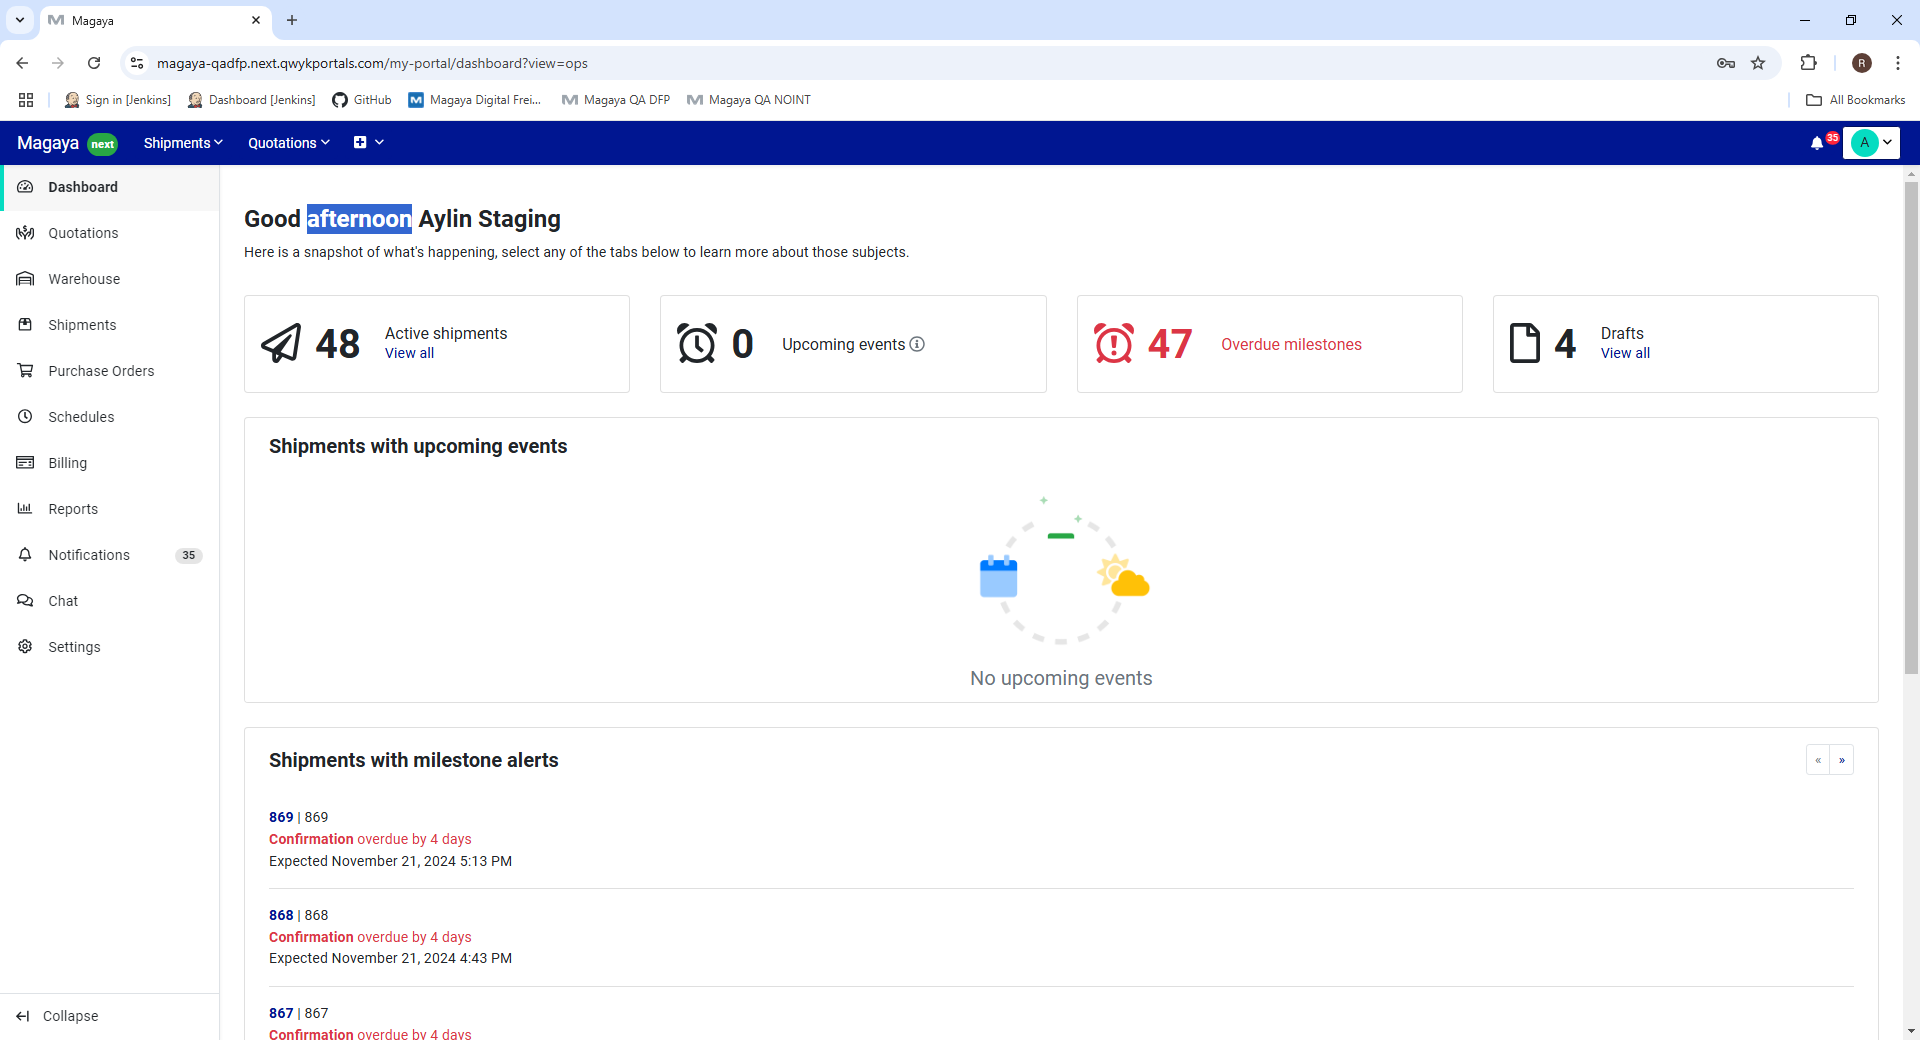 Magaya
magaya-qadfp.next.qwykportals.com/my-portal/dashboard?view=ops
R
Sign in [Jenkins]
Dashboard [Jenkins]
GitHub
Magaya Digital Frei...
Magaya QA DFP
Magaya QA NOINT
All Bookmarks
Magaya next
Shipments
Quotations
35
A
Dashboard
Quotations
Warehouse
Shipments
Purchase Orders
Schedules
Billing
Reports
Notifications 35
Chat
Settings
Collapse
Good afternoon Aylin Staging
Here is a snapshot of what's happening, select any of the tabs below to learn more about those subjects.
48 Active shipments
View all
0 Upcoming events
47 Overdue milestones
4 Drafts
View all
Shipments with upcoming events
No upcoming events
Shipments with milestone alerts
« »
869 | 869
Confirmation overdue by 4 days
Expected November 21, 2024 5:13 PM
868 | 868
Confirmation overdue by 4 days
Expected November 21, 2024 4:43 PM
867 | 867
Confirmation overdue by 4 days